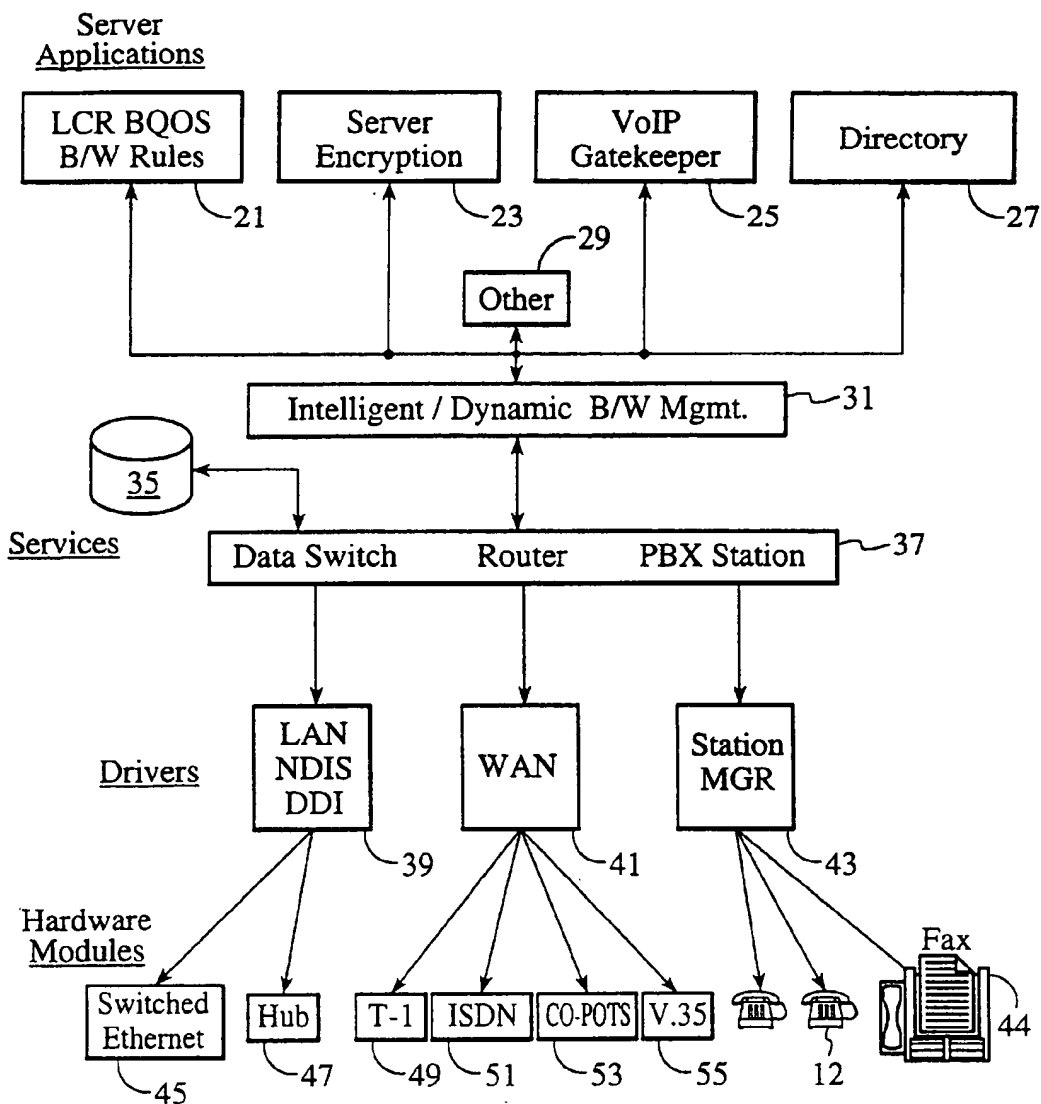 Server
Applications
LCR BQOS
B/W Rules
Server
Encryption
VoIP
Gatekeeper
Directory
21
23
25
27
29
Other
Intelligent / Dynamic B/W Mgmt.
31
35
Services
Data Switch Router PBX Station
37
Drivers
LAN
NDIS
DDI
WAN
Station
MGR
39
41
43
Hardware
Modules
Fax
Switched
Ethernet
Hub
T-1
ISDN
CO-POTS
V.35
44
45
47
49
51
53
55
12